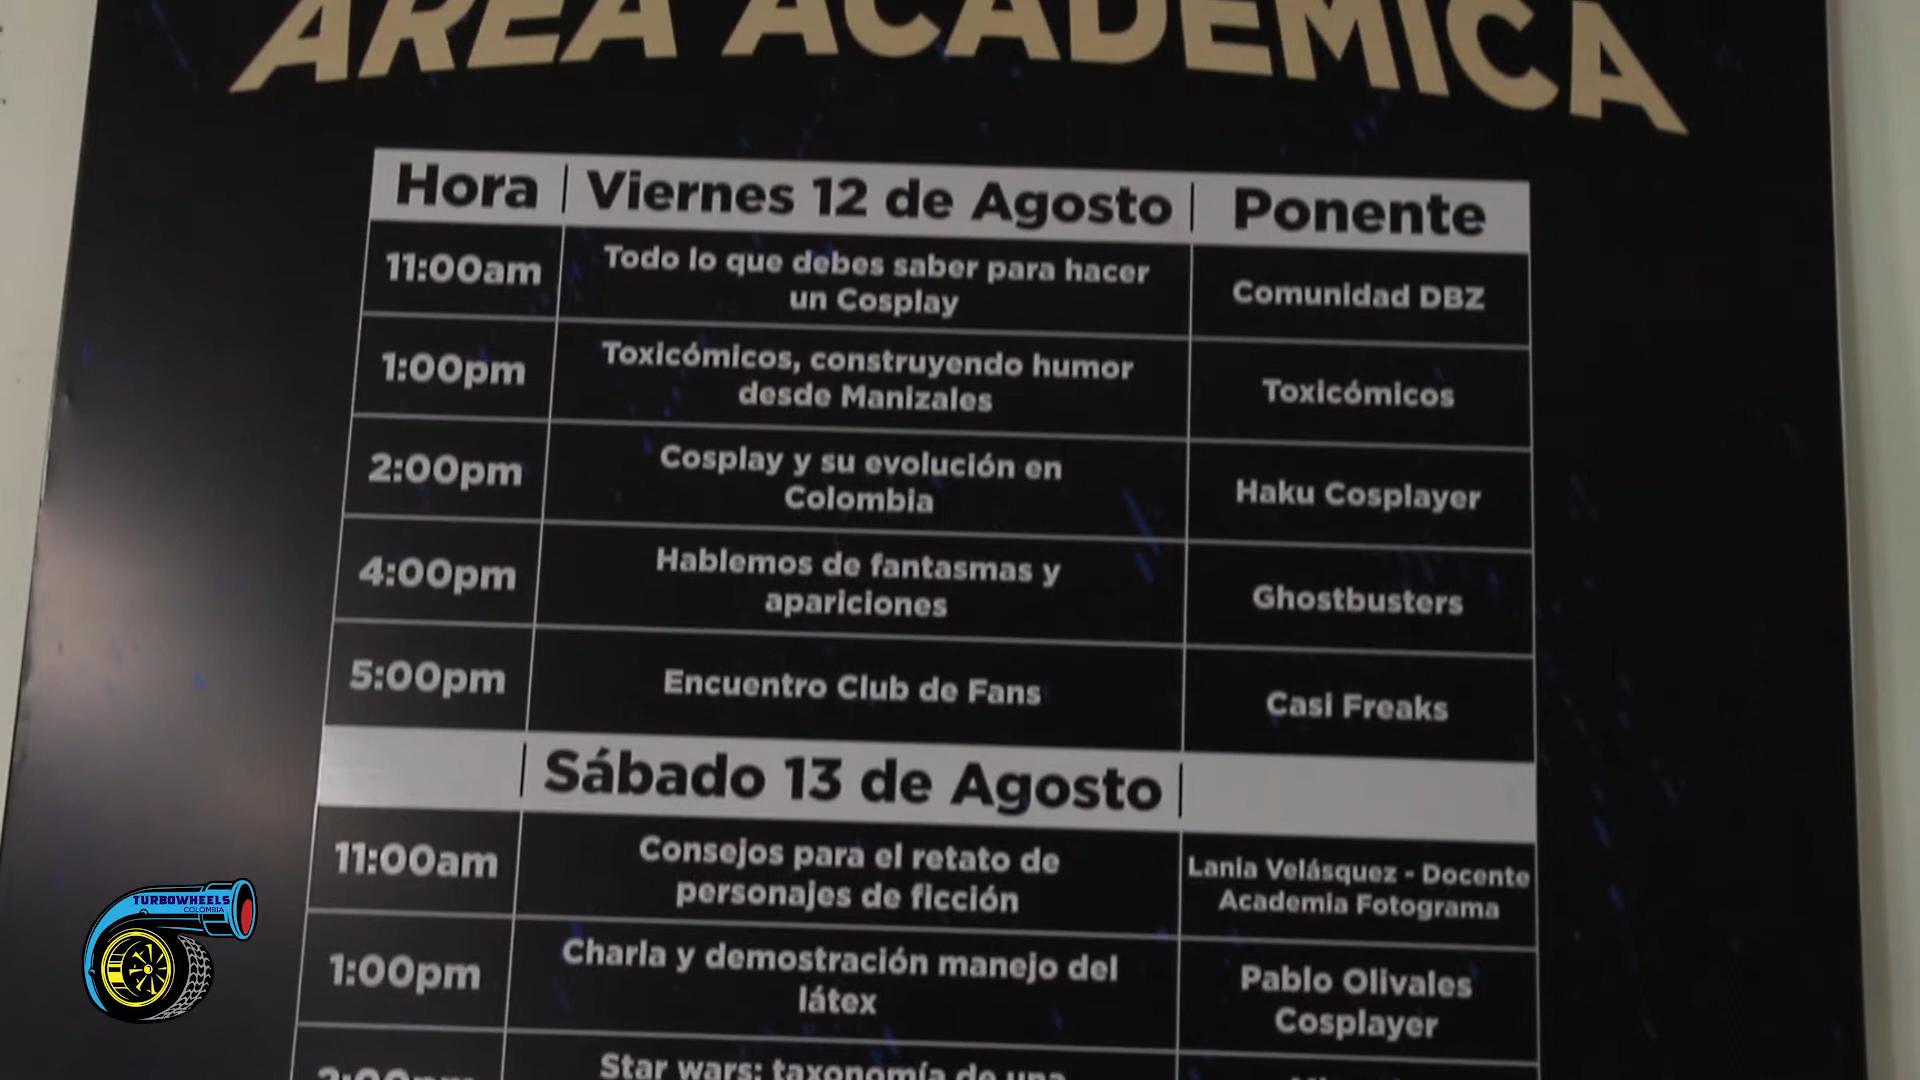 ÁREA ACADÉMICA
Hora Viernes 12 de Agosto Ponente
11:00am Todo lo que debes saber para hacer
un Cosplay Comunidad DBZ
1:00pm Toxicómicos, construyendo humor
desde Manizales Toxicómicos
2:00pm Cosplay y su evolución en
Colombia Haku Cosplayer
4:00pm Hablemos de fantasmas y
apariciones Ghostbusters
5:00pm Encuentro Club de Fans Casi Freaks
Sábado 13 de Agosto
11:00am Consejos para el retato de
personajes de ficción Lania Velásquez - Docente
Academia Fotograma
1:00pm Charla y demostración manejo del
látex Pablo Olivales
Cosplayer
Star wars: taxonomía de una
TURBOWHEELS
COLOMBIA